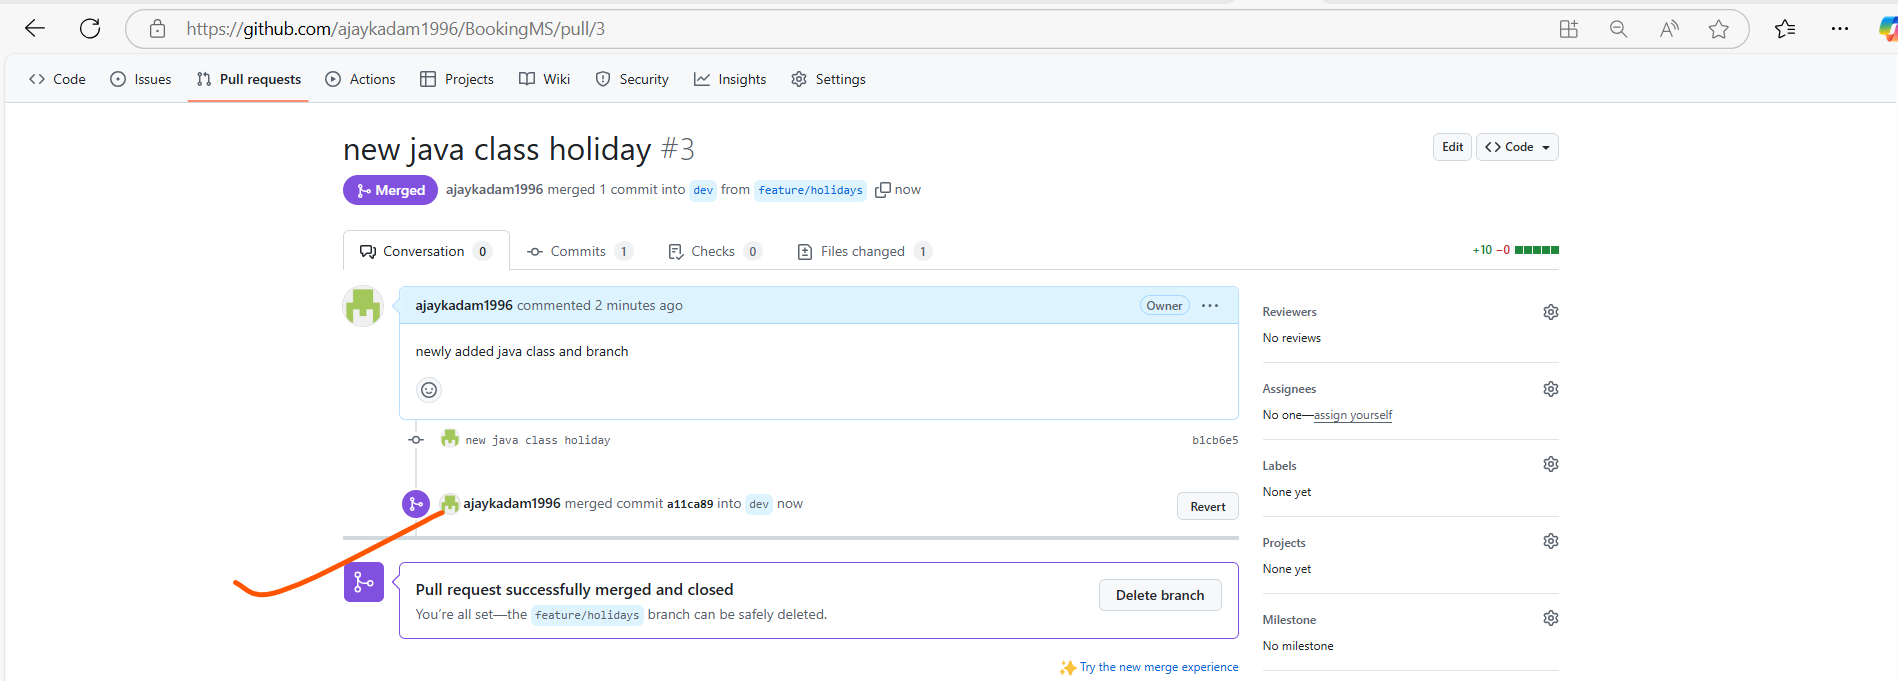 https://github.com/ajaykadam1996/BookingMS/pull/3
Code Issues Pull requests Actions Projects Wiki Security Insights Settings
new java class holiday #3
Edit Code
Merged ajaykadam1996 merged 1 commit into dev from feature/holidays now
Conversation 0 Commits 1 Checks 0 Files changed 1
+10 −0
ajaykadam1996 commented 2 minutes ago
Owner
newly added java class and branch
new java class holiday b1cb6e5
ajaykadam1996 merged commit a11ca89 into dev now
Revert
Pull request successfully merged and closed
You're all set—the feature/holidays branch can be safely deleted.
Delete branch
Try the new merge experience
Reviewers
No reviews
Assignees
No one—assign yourself
Labels
None yet
Projects
None yet
Milestone
No milestone